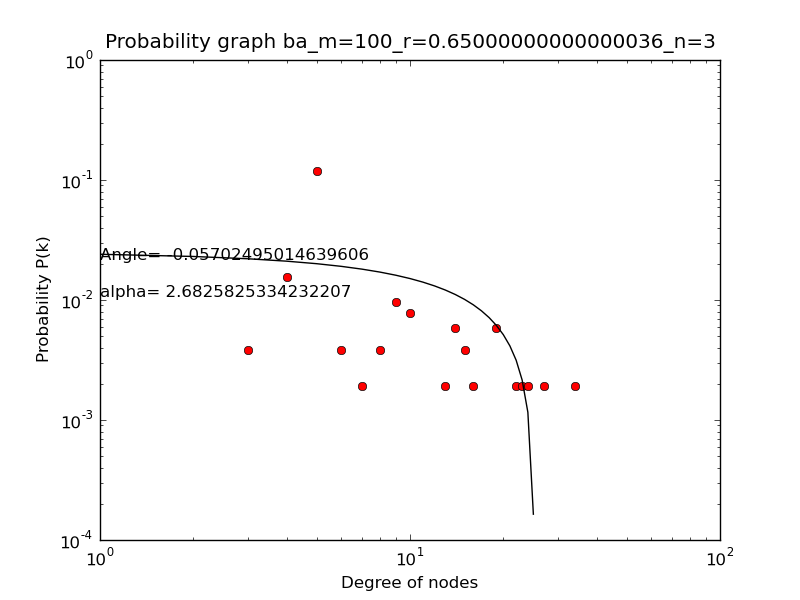 Probability graph ba_m=100_r=0.65000000000000036_n=3
10^0
10^-1
10^-2
10^-3
10^-4
Probability P(k)
Angle= -0.05702495014639606
alpha= 2.6825825334232207
10^0
10^1
10^2
Degree of nodes